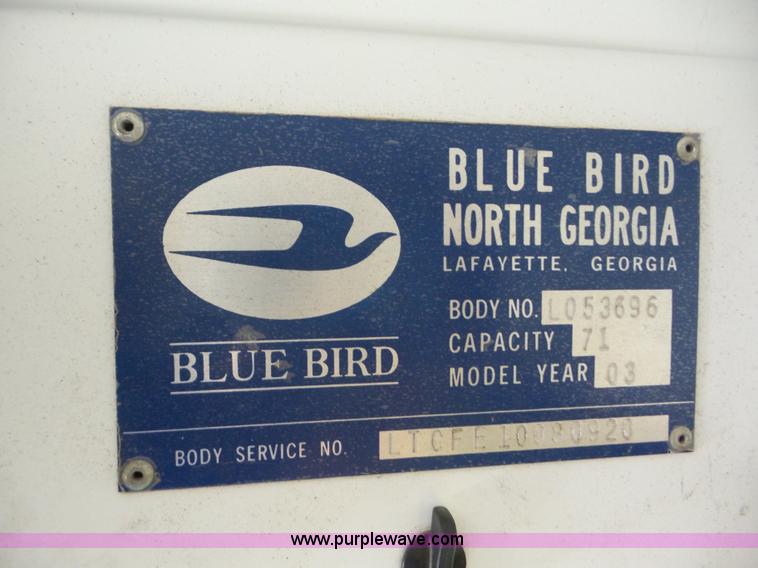 BLUE BIRD
NORTH GEORGIA
LAFAYETTE, GEORGIA
BODY NO. L053696
CAPACITY 71
MODEL YEAR 03
BLUE BIRD
BODY SERVICE NO. LTCFE10080920
www.purplewave.com